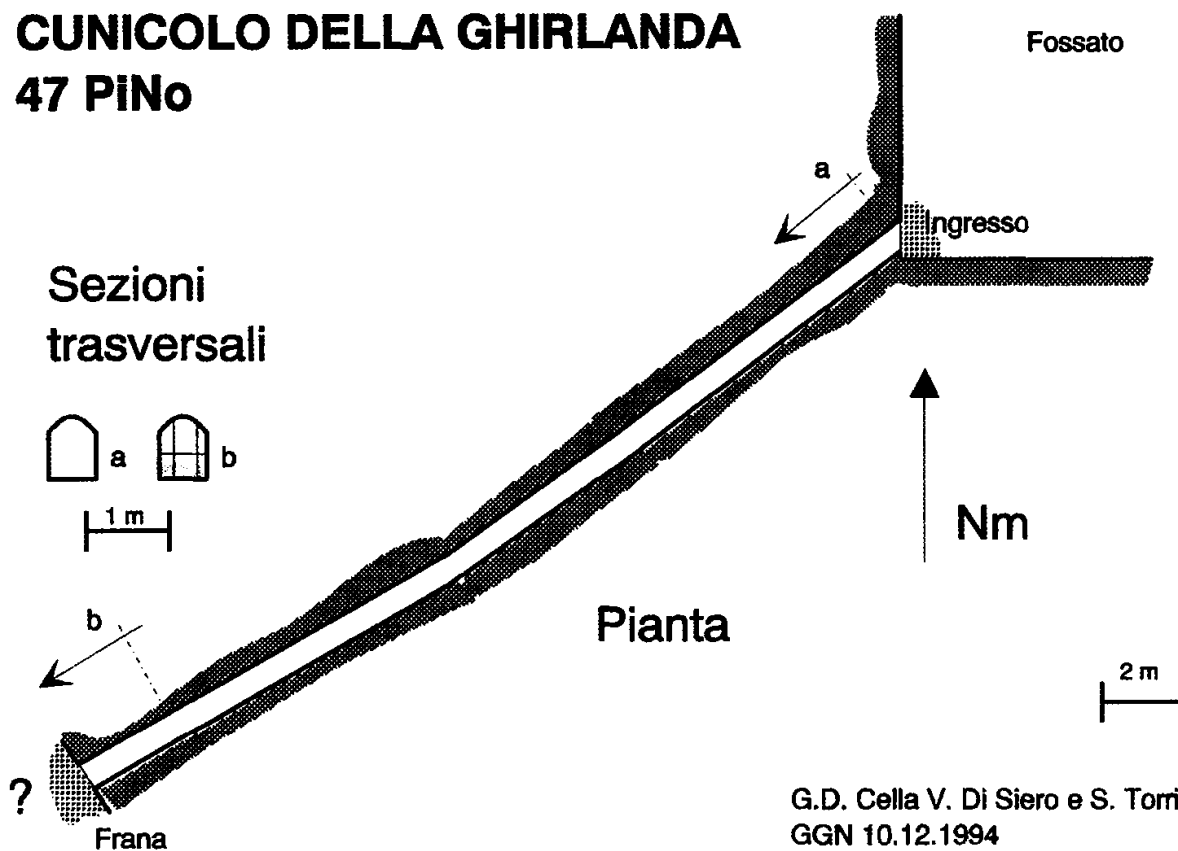 CUNICOLO DELLA GHIRLANDA
47 PiNo
Fossato
a
Ingresso
Sezioni
trasversali
a
b
1 m
Nm
b
Pianta
2 m
?
Frana
G.D. Cella V. Di Siero e S. Torri
GGN 10.12.1994